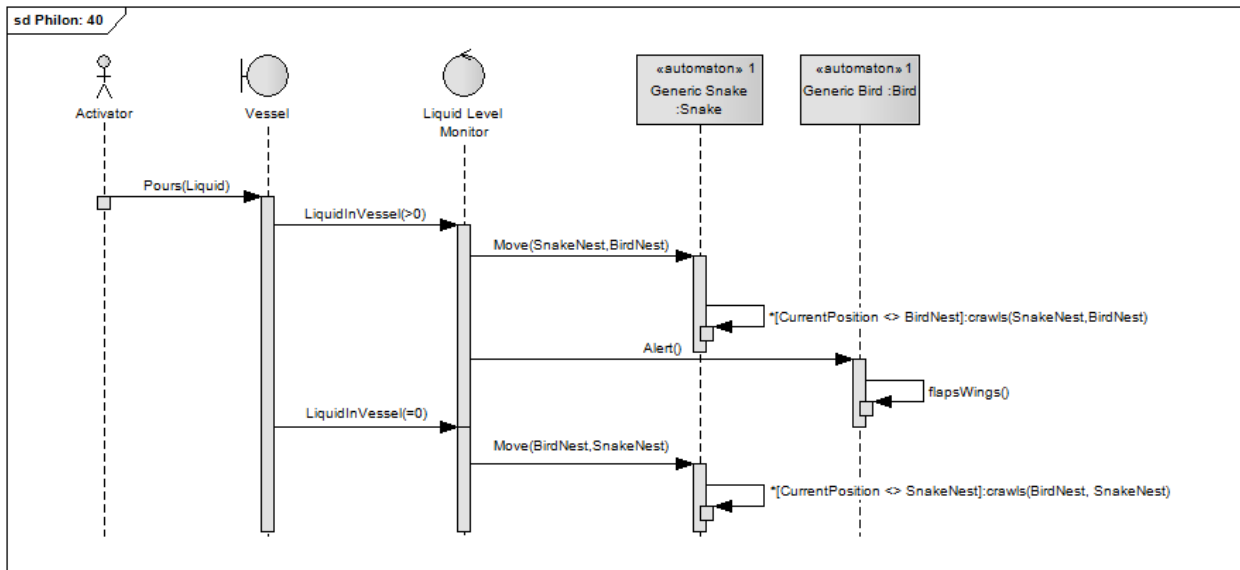 sd Philon: 40
Activator
Vessel
Liquid Level
Monitor
«automaton» 1
Generic Snake
:Snake
«automaton» 1
Generic Bird :Bird
Pours(Liquid)
LiquidInVessel(>0)
Move(SnakeNest,BirdNest)
*[CurrentPosition <> BirdNest]:crawls(SnakeNest,BirdNest)
Alert()
flapsWings()
LiquidInVessel(=0)
Move(BirdNest,SnakeNest)
*[CurrentPosition <> SnakeNest]:crawls(BirdNest, SnakeNest)